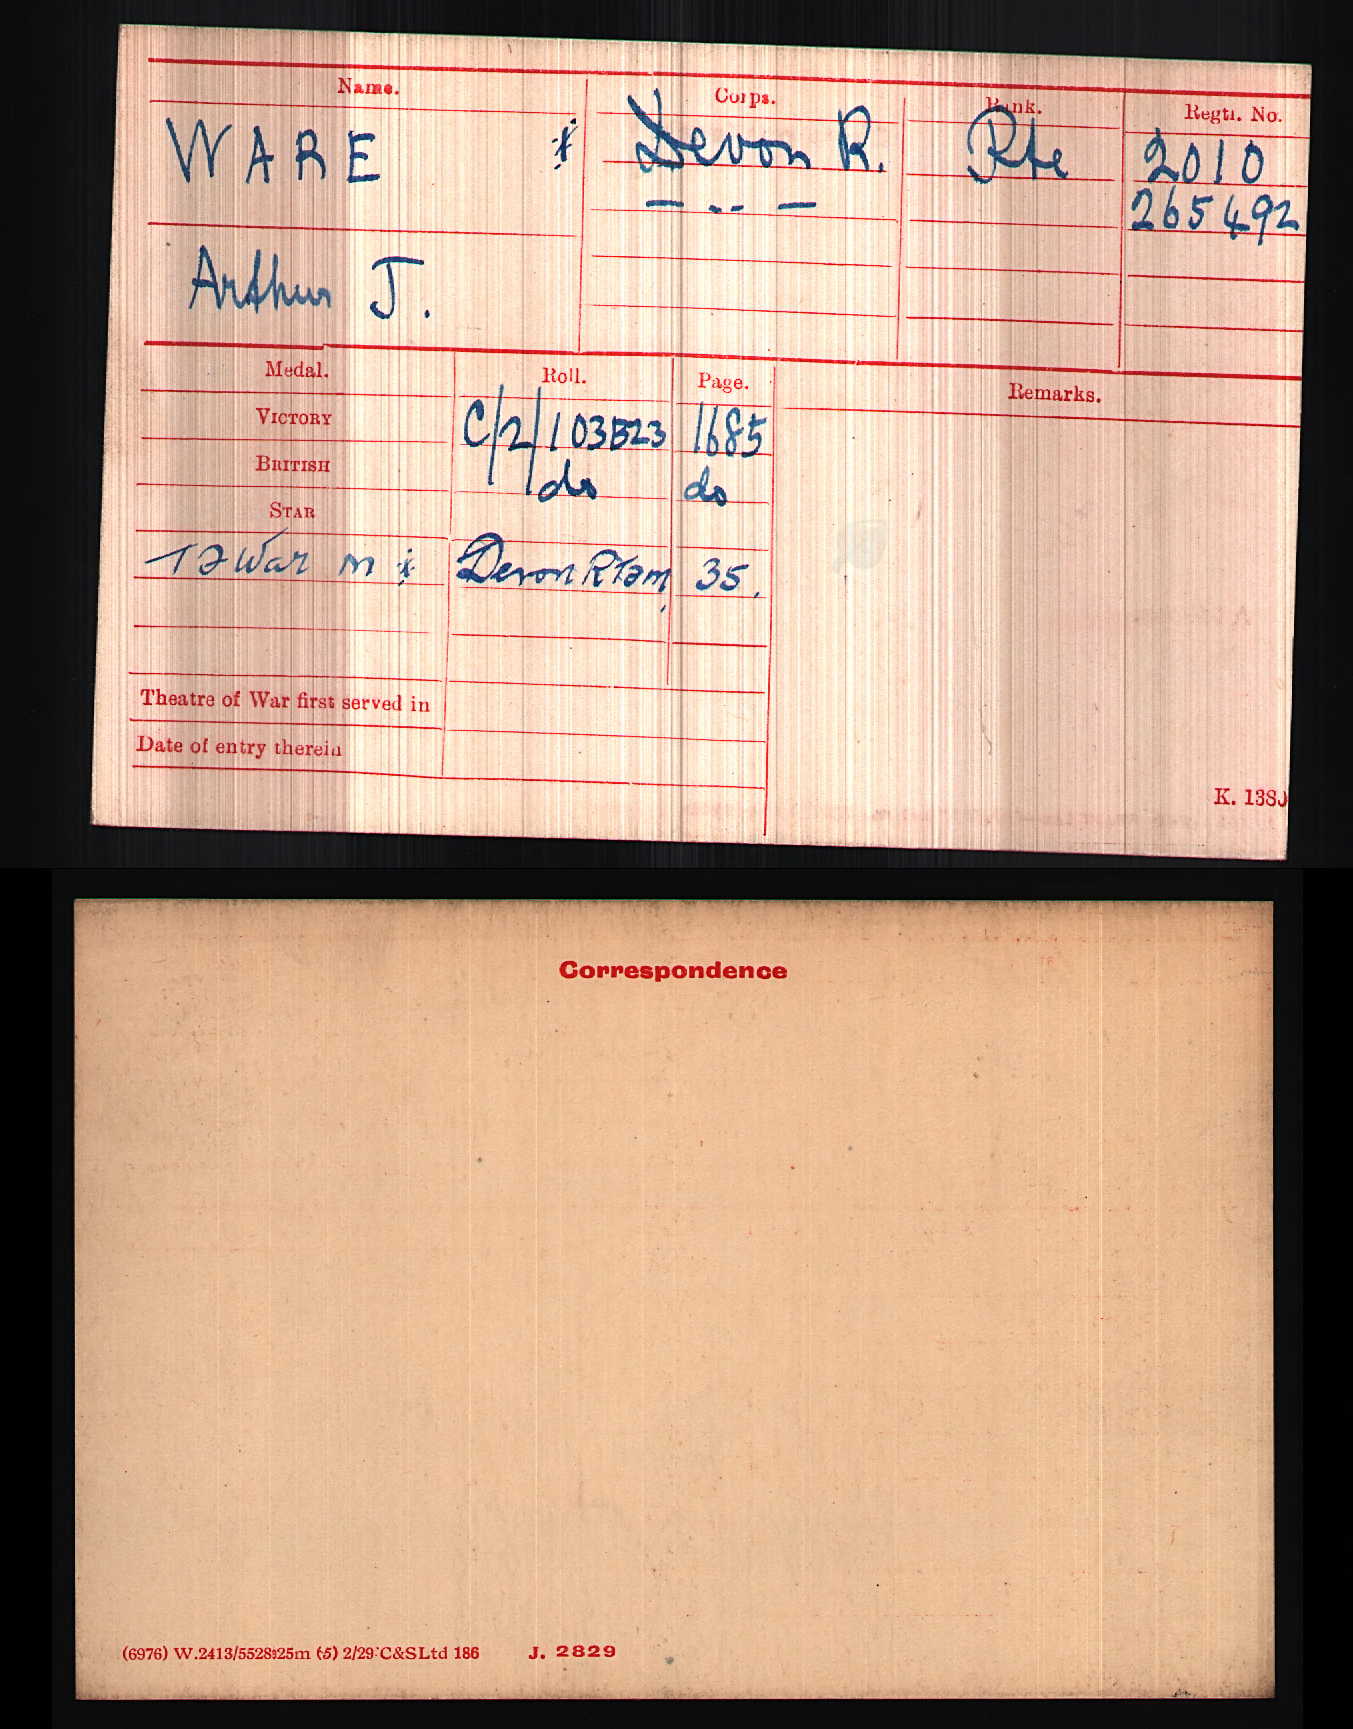 Name. Corps. Rank. Regtl. No.
WARE * Devon R. Pte 2010
— .. — 265492
Arthur J.
Medal. Roll. Page. Remarks.
VICTORY C/2/103B23 1685
BRITISH do do
STAR
TF War M * Devon R TFM 35.
Theatre of War first served in
Date of entry therein
K. 1380
Correspondence
(6976) W.2413/5528 25m (5) 2/29 C&SLtd 186 J. 2829